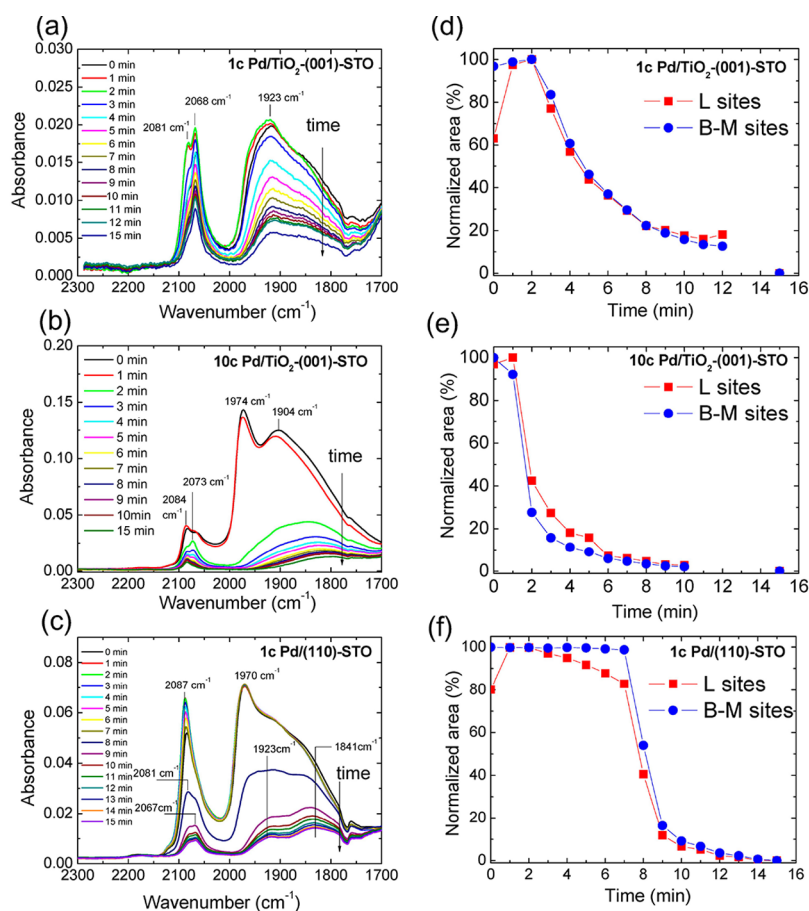 (a)
0.030
0.025
0.020
0.015
0.010
0.005
0.000
Absorbance
1c Pd/TiO2-(001)-STO
0 min
1 min
2 min
3 min
4 min
5 min
6 min
7 min
8 min
9 min
10 min
11 min
12 min
15 min
2081 cm-1
2068 cm-1
1923 cm-1
time
2300 2200 2100 2000 1900 1800 1700
Wavenumber (cm-1)
(d)
100
80
60
40
20
0
Normalized area (%)
1c Pd/TiO2-(001)-STO
L sites
B-M sites
0 2 4 6 8 10 12 14 16
Time (min)
(b)
0.20
0.15
0.10
0.05
0.00
Absorbance
10c Pd/TiO2-(001)-STO
0 min
1 min
2 min
3 min
4 min
5 min
6 min
7 min
8 min
9 min
10min
15 min
1974 cm-1
1904 cm-1
2073 cm-1
2084
cm-1
time
2300 2200 2100 2000 1900 1800 1700
Wavenumber (cm-1)
(e)
100
80
60
40
20
0
Normalized area (%)
10c Pd/TiO2-(001)-STO
L sites
B-M sites
0 2 4 6 8 10 12 14 16
Time (min)
(c)
0.08
0.06
0.04
0.02
0.00
Absorbance
1c Pd/(110)-STO
0 min
1 min
2 min
3 min
4 min
5 min
6 min
7 min
8 min
9 min
10 min
11 min
12 min
13 min
14 min
15 min
2087 cm-1
1970 cm-1
2081 cm-1
2067cm-1
1923cm-1
1841cm-1
time
2300 2200 2100 2000 1900 1800 1700
Wavenumber (cm-1)
(f)
100
80
60
40
20
0
Normalized area (%)
1c Pd/(110)-STO
L sites
B-M sites
0 2 4 6 8 10 12 14 16
Time (min)